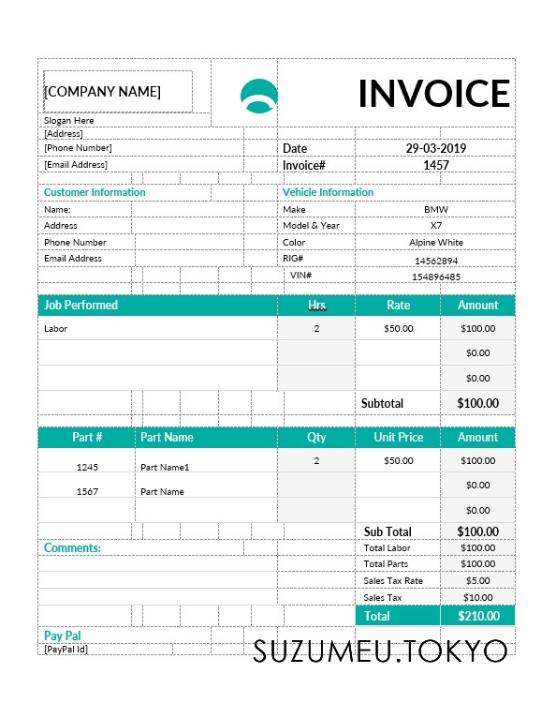 [COMPANY NAME]
INVOICE
Slogan Here
[Address]
[Phone Number]
Date 29-03-2019
[Email Address]
Invoice# 1457
Customer Information
Vehicle Information
Name:
Make BMW
Address
Model & Year X7
Phone Number
Color Alpine White
Email Address
RIG# 14562894
VIN# 154896485
Job Performed Hrs Rate Amount
Labor 2 $50.00 $100.00
$0.00
$0.00
Subtotal $100.00
Part # Part Name Qty Unit Price Amount
1245 Part Name1 2 $50.00 $100.00
1567 Part Name $0.00
$0.00
Sub Total $100.00
Comments:
Total Labor $100.00
Total Parts $100.00
Sales Tax Rate $5.00
Sales Tax $10.00
Total $210.00
Pay Pal
[PayPal Id]
SUZUMEU.TOKYO